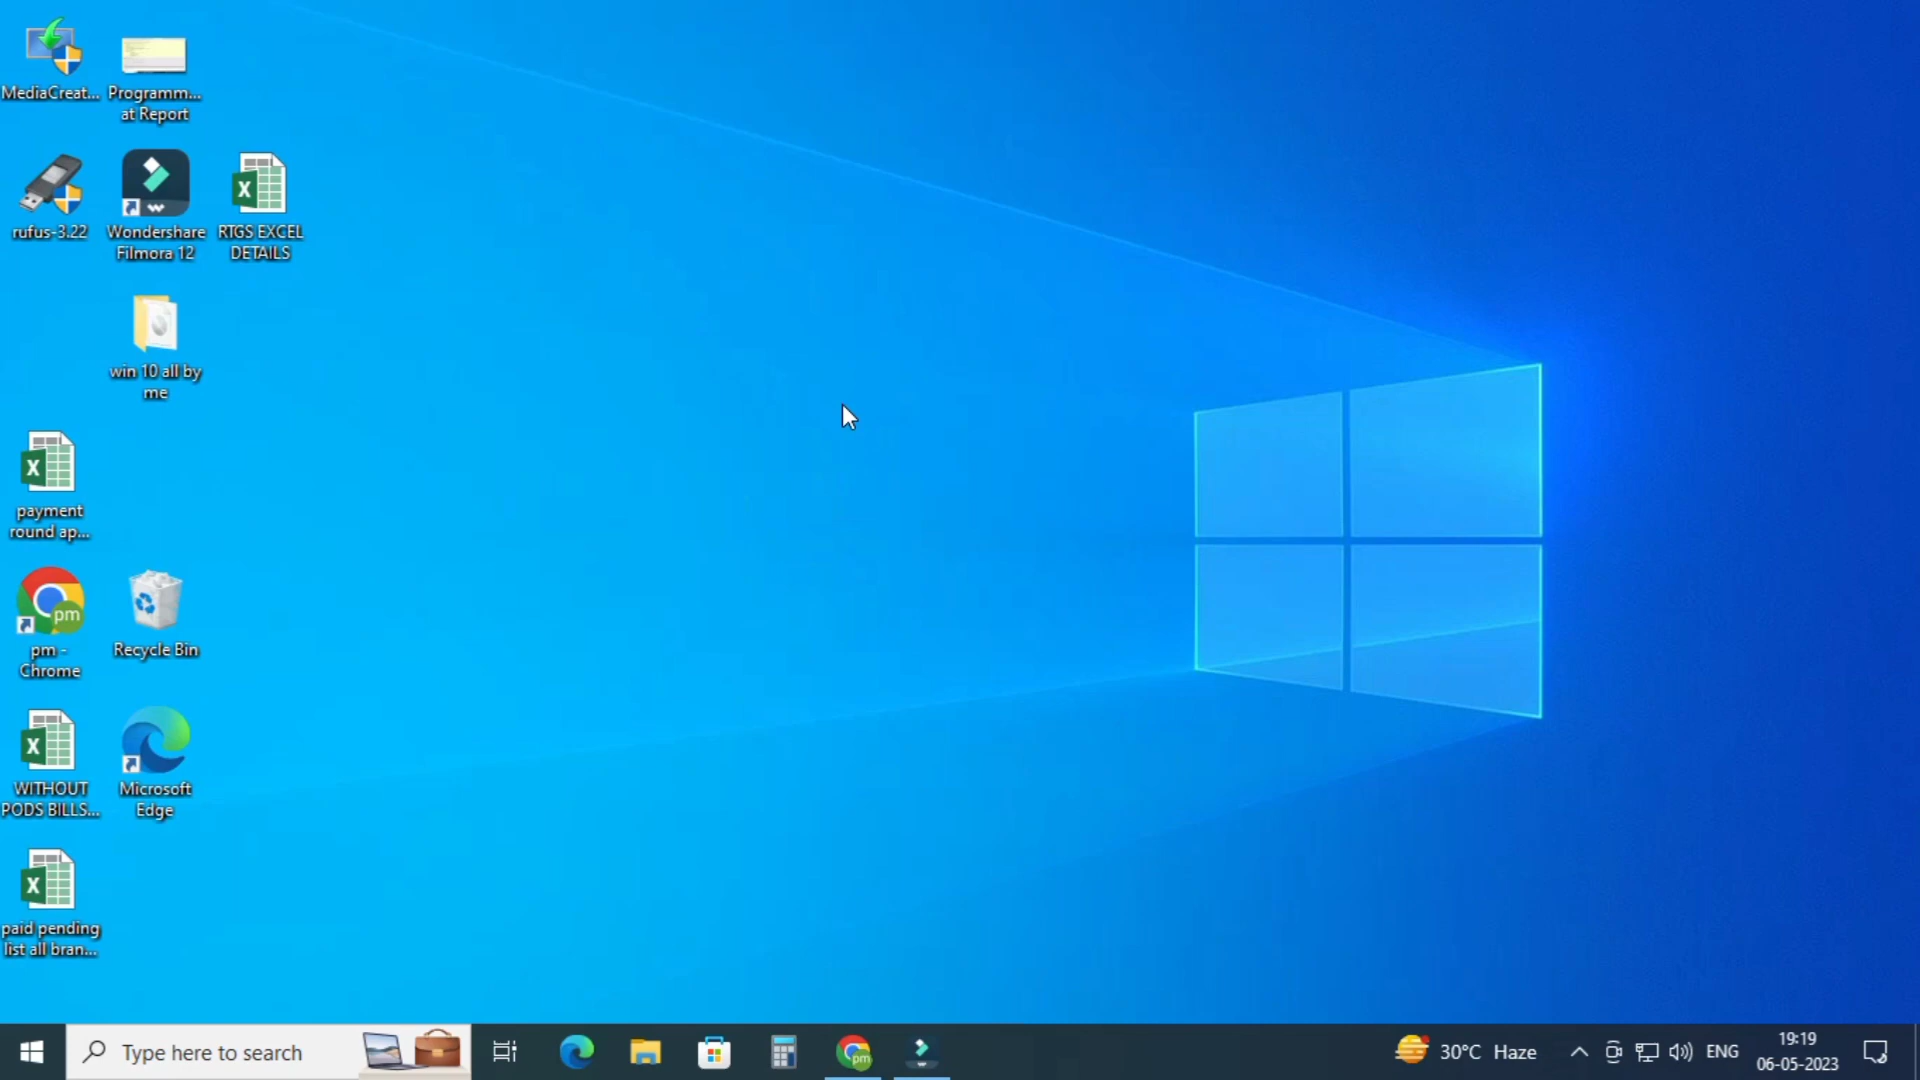 MediaCreat...
Programm...
at Report
rufus-3.22
Wondershare
Filmora 12
RTGS EXCEL
DETAILS
win 10 all by
me
payment
round ap...
pm
pm -
Chrome
Recycle Bin
WITHOUT
PODS BILLS...
Microsoft
Edge
paid pending
list all bran...
Type here to search
pm
30°C Haze
ENG
19:19
06-05-2023